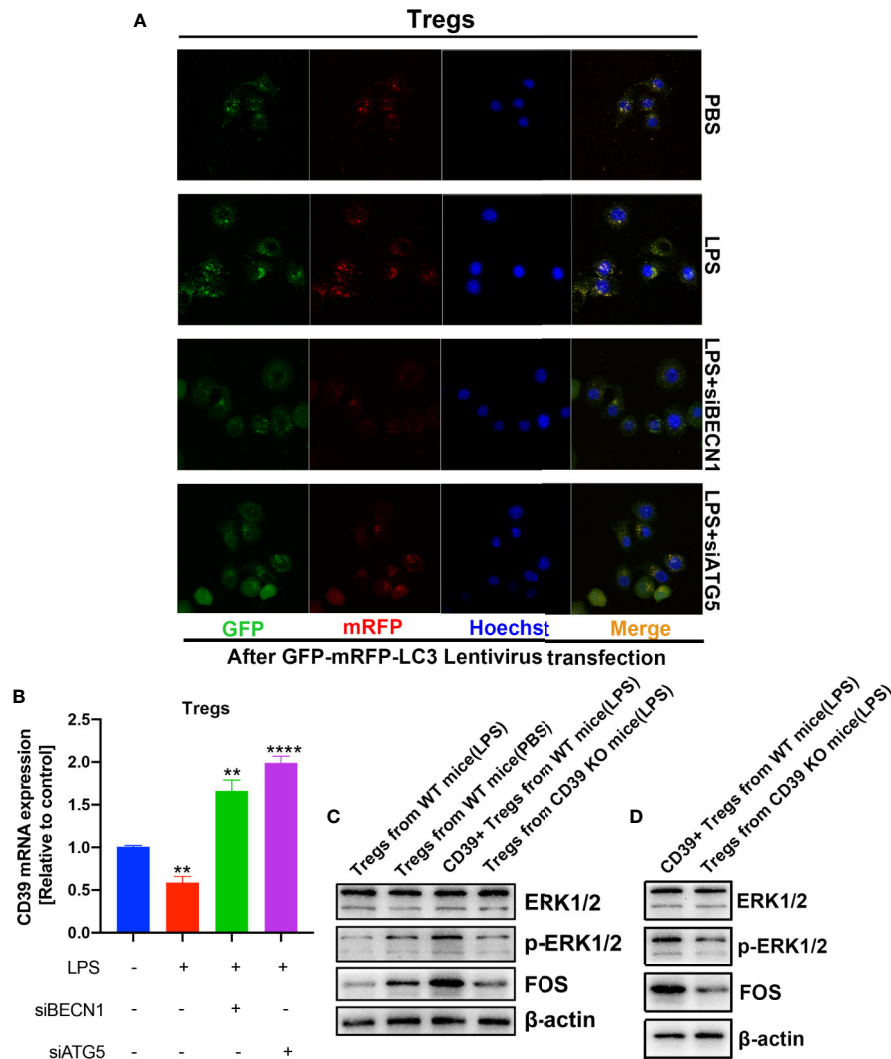 A
Tregs
PBS
LPS
LPS+siBECN1
LPS+siATG5
GFP mRFP Hoechst Merge
After GFP-mRFP-LC3 Lentivirus transfection
B
Tregs
CD39 mRNA expression
[Relative to control]
2.5
2.0
1.5
1.0
0.5
0.0
** ** ****
LPS - + + +
siBECN1 - - + -
siATG5 - - - +
C
Tregs from WT mice(LPS)
Tregs from WT mice(PBS)
CD39+ Tregs from WT mice(LPS)
Tregs from CD39 KO mice(LPS)
ERK1/2
p-ERK1/2
FOS
β-actin
D
CD39+ Tregs from WT mice(LPS)
Tregs from CD39 KO mice(LPS)
ERK1/2
p-ERK1/2
FOS
β-actin